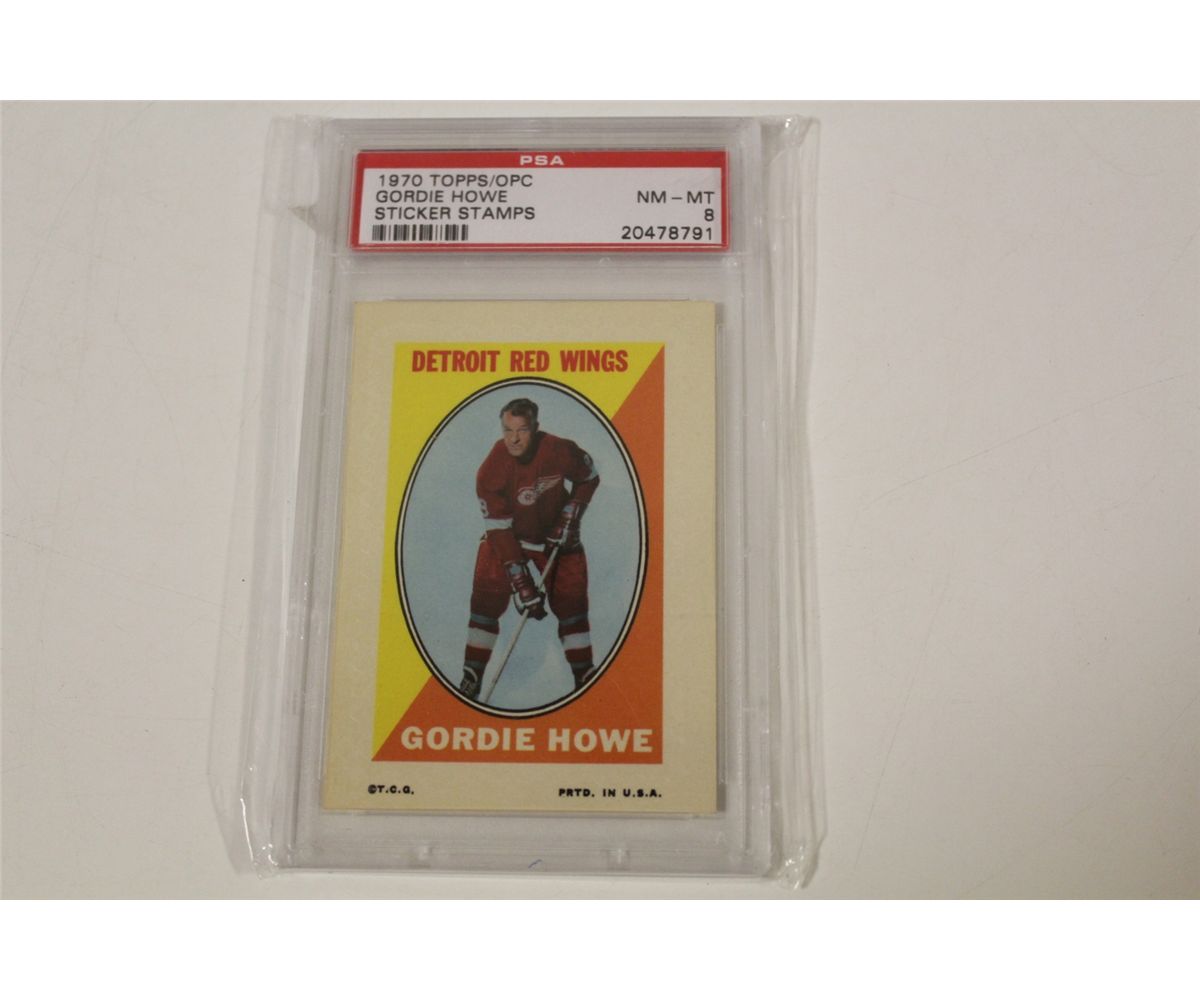 PSA
1970 TOPPS/OPC
GORDIE HOWE NM - MT
STICKER STAMPS 8
20478791
DETROIT RED WINGS
GORDIE HOWE
©T.C.G. PRTD. IN U.S.A.